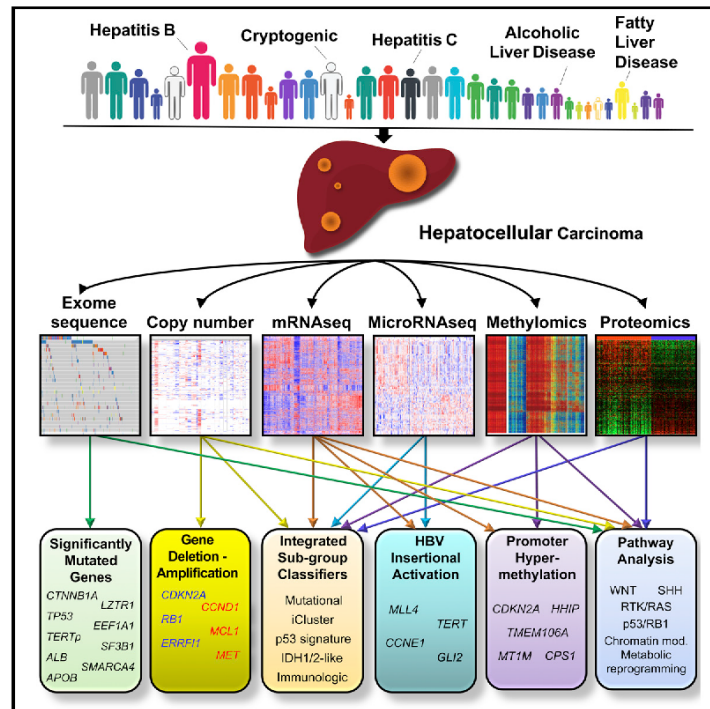 Hepatitis B
Cryptogenic
Hepatitis C
Alcoholic
Liver Disease
Fatty
Liver
Disease
Hepatocellular Carcinoma
Exome
sequence
Copy number
mRNAseq
MicroRNAseq
Methylomics
Proteomics
Significantly
Mutated
Genes
CTNNB1A
LZTR1
TP53
EEF1A1
TERTp
SF3B1
ALB
SMARCA4
APOB
Gene
Deletion -
Amplification
CDKN2A
CCND1
RB1
MCL1
ERRFI1
MET
Integrated
Sub-group
Classifiers
Mutational
iCluster
p53 signature
IDH1/2-like
Immunologic
HBV
Insertional
Activation
MLL4
TERT
CCNE1
GLI2
Promoter
Hyper-
methylation
CDKN2A HHIP
TMEM106A
MT1M CPS1
Pathway
Analysis
WNT SHH
RTK/RAS
p53/RB1
Chromatin mod.
Metabolic
reprogramming